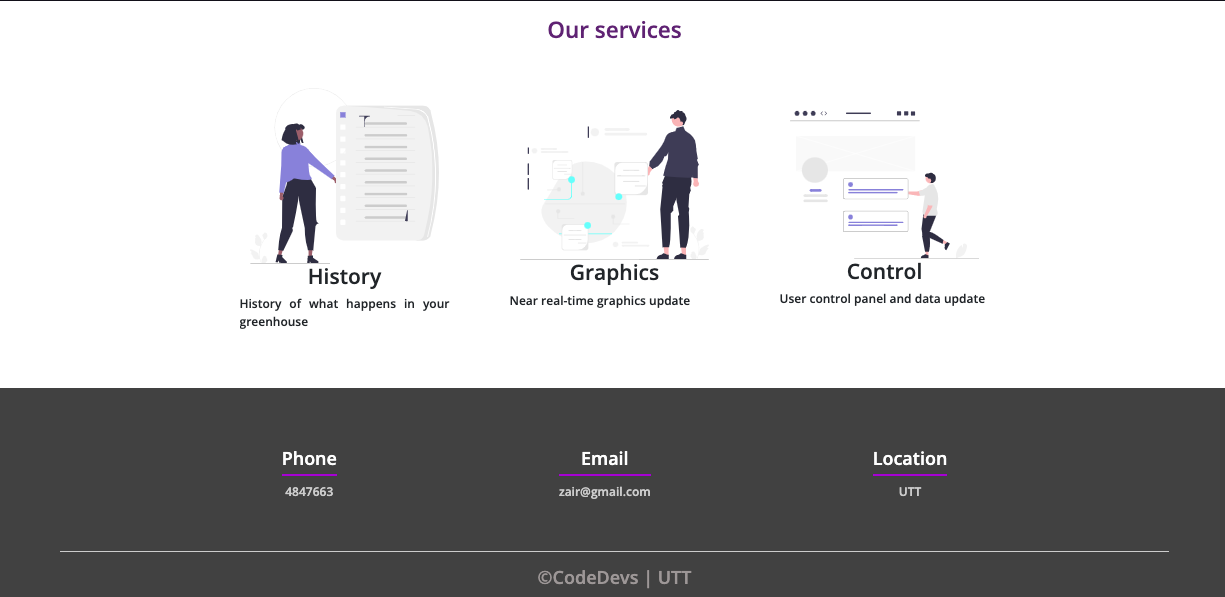 Our services
History
History of what happens in your
greenhouse
Graphics
Near real-time graphics update
Control
User control panel and data update
Phone
4847663
Email
zair@gmail.com
Location
UTT
©CodeDevs | UTT